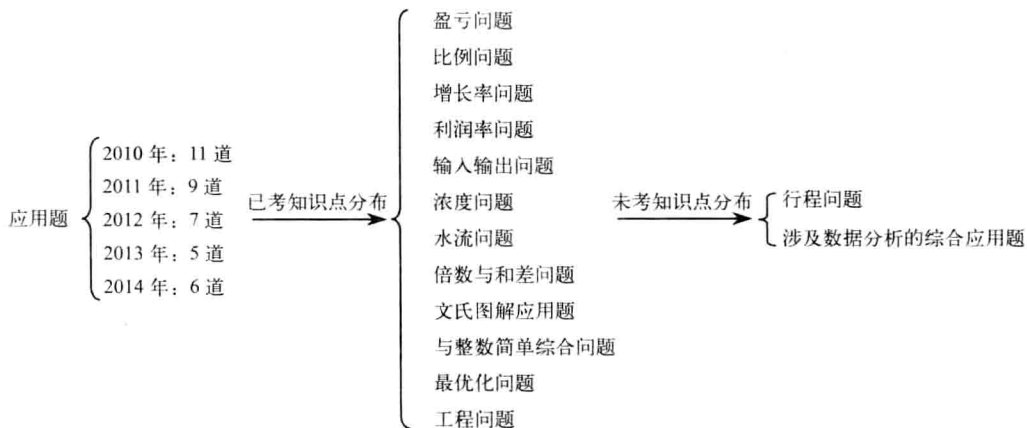 应用题
2010 年：11 道
2011 年：9 道
2012 年：7 道
2013 年：5 道
2014 年：6 道
已考知识点分布
盈亏问题
比例问题
增长率问题
利润率问题
输入输出问题
浓度问题
水流问题
倍数与和差问题
文氏图解应用题
与整数简单综合问题
最优化问题
工程问题
未考知识点分布
行程问题
涉及数据分析的综合应用题